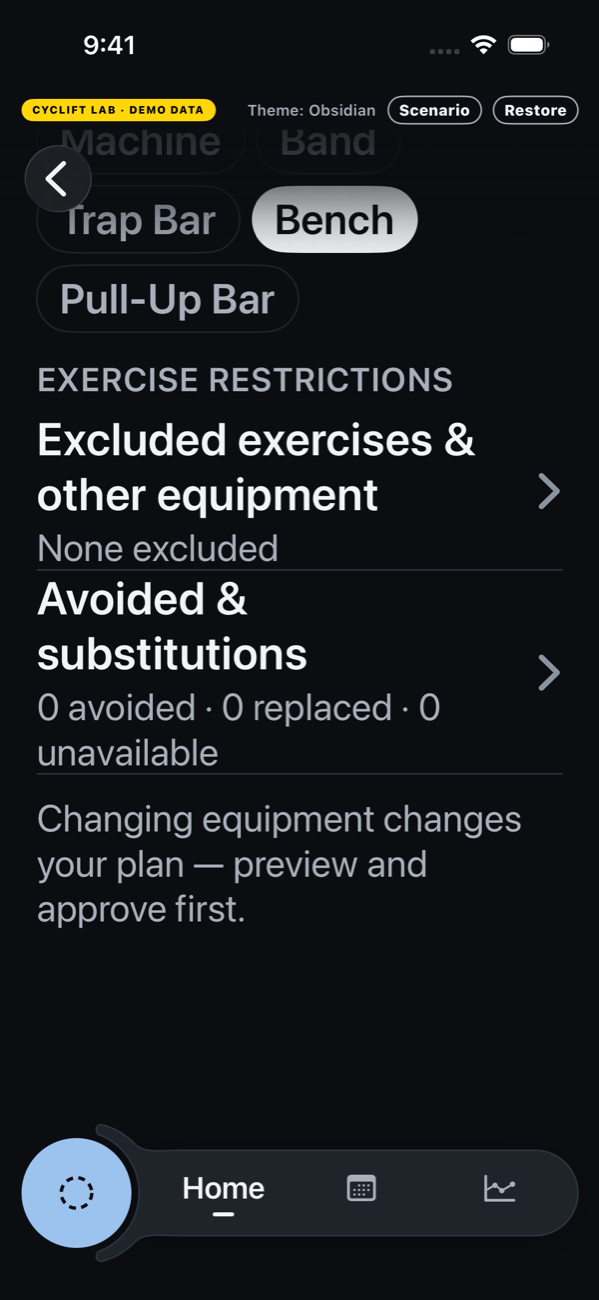 9:41
CYCLIFT LAB · DEMO DATA
Theme: Obsidian
Scenario
Restore
Machine
Band
Trap Bar
Bench
Pull-Up Bar
EXERCISE RESTRICTIONS
Excluded exercises &
other equipment
None excluded
Avoided &
substitutions
0 avoided · 0 replaced · 0
unavailable
Changing equipment changes
your plan — preview and
approve first.
Home